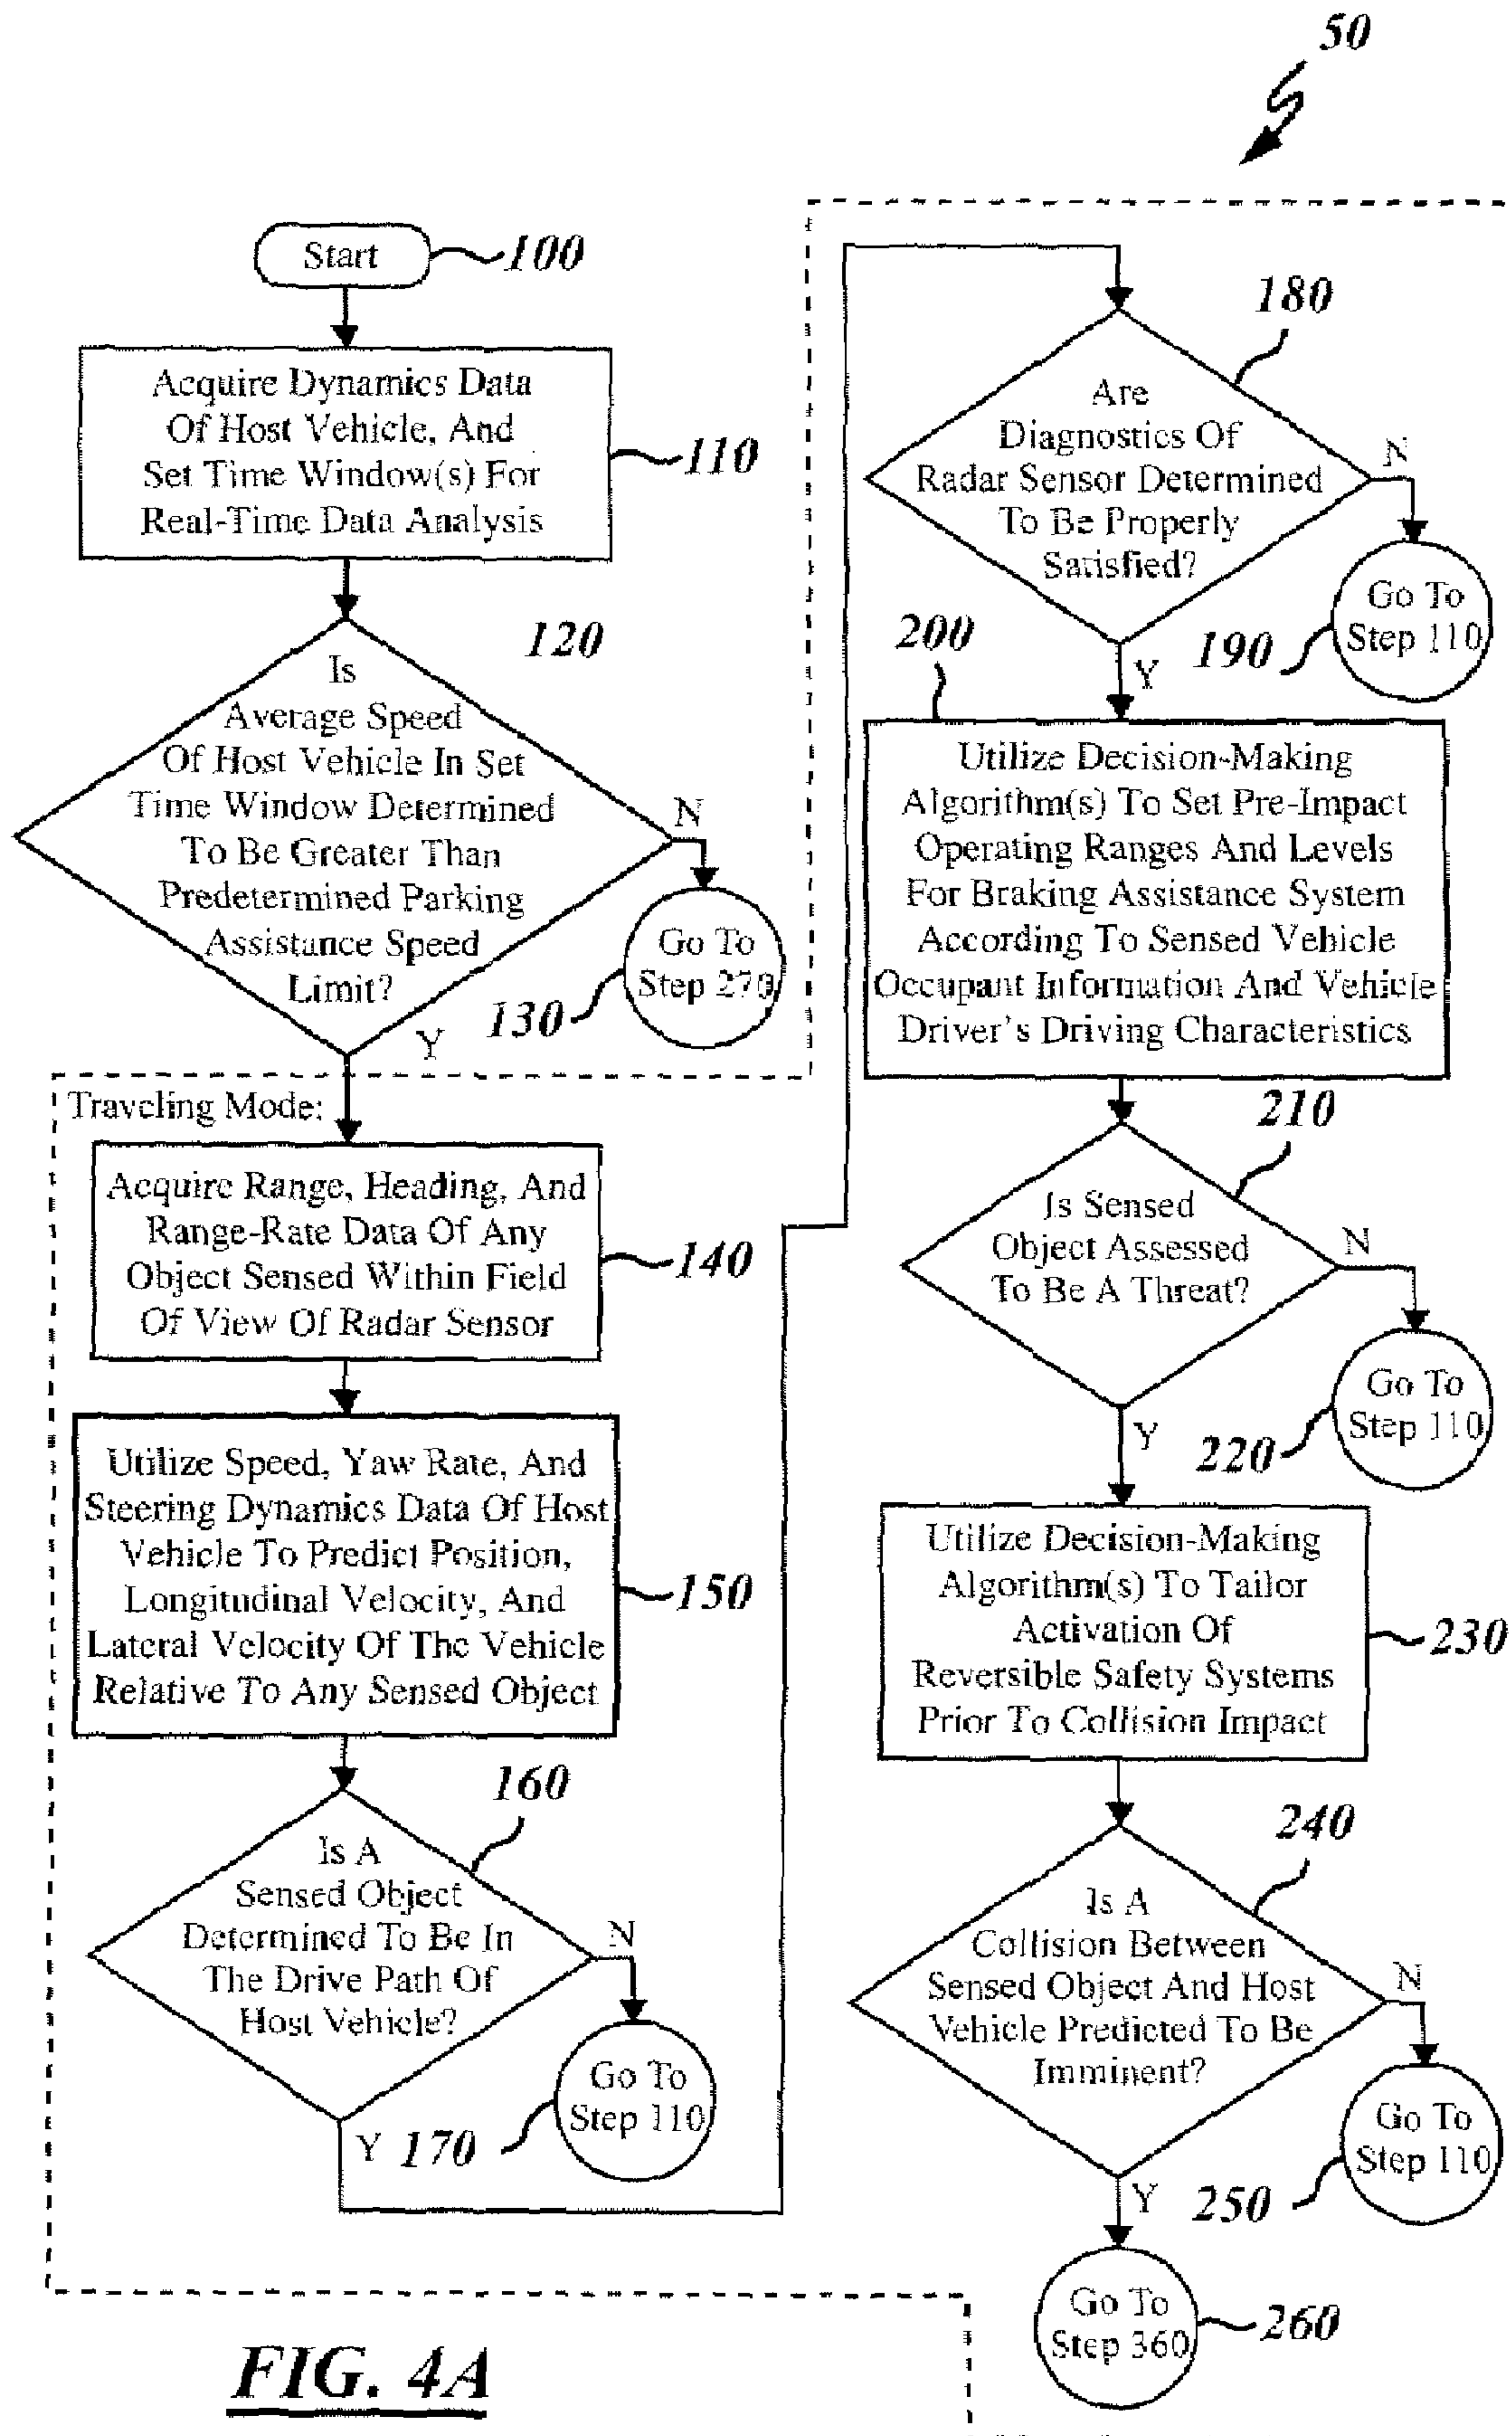 50
Start
100
Acquire Dynamics Data
Of Host Vehicle, And
Set Time Window(s) For
Real-Time Data Analysis
110
120
Is
Average Speed
Of Host Vehicle In Set
Time Window Determined
To Be Greater Than
Predetermined Parking
Assistance Speed
Limit?
N
Go To
Step 270
130
Y
Traveling Mode:
Acquire Range, Heading, And
Range-Rate Data Of Any
Object Sensed Within Field
Of View Of Radar Sensor
140
Utilize Speed, Yaw Rate, And
Steering Dynamics Data Of Host
Vehicle To Predict Position,
Longitudinal Velocity, And
Lateral Velocity Of The Vehicle
Relative To Any Sensed Object
150
160
Is A
Sensed Object
Determined To Be In
The Drive Path Of
Host Vehicle?
N
Go To
Step 110
170
Y
180
Are
Diagnostics Of
Radar Sensor Determined
To Be Properly
Satisfied?
N
Go To
Step 110
190
Y
200
Utilize Decision-Making
Algorithm(s) To Set Pre-Impact
Operating Ranges And Levels
For Braking Assistance System
According To Sensed Vehicle
Occupant Information And Vehicle
Driver's Driving Characteristics
210
Is Sensed
Object Assessed
To Be A Threat?
N
Go To
Step 110
220
Y
Utilize Decision-Making
Algorithm(s) To Tailor
Activation Of
Reversible Safety Systems
Prior To Collision Impact
230
240
Is A
Collision Between
Sensed Object And Host
Vehicle Predicted To Be
Imminent?
N
Go To
Step 110
250
Y
Go To
Step 360
260
FIG. 4A